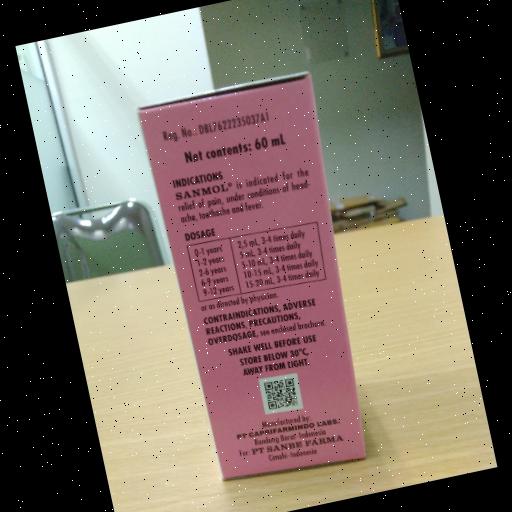 Reg. No.: DBL7622235037A1
Net contents: 60 mL
INDICATIONS
SANMOL® is indicated for the
relief of pain, under conditions of head-
ache, toothache and fever.
DOSAGE
0-1 years 2,5 mL, 3-4 times daily
1-2 years 5 mL, 3-4 times daily
2-6 years 5-10 mL, 3-4 times daily
6-9 years 10-15 mL, 3-4 times daily
9-12 years 15-20 mL, 3-4 times daily
or as directed by physician.
CONTRAINDICATIONS, ADVERSE
REACTIONS, PRECAUTIONS,
OVERDOSAGE, see enclosed brochure
SHAKE WELL BEFORE USE
STORE BELOW 30°C,
AWAY FROM LIGHT.
Manufactured by:
PT CAPRIFARMINDO LABS.
Bandung Barat - Indonesia
For PT SANBE FARMA
Cimahi - Indonesia